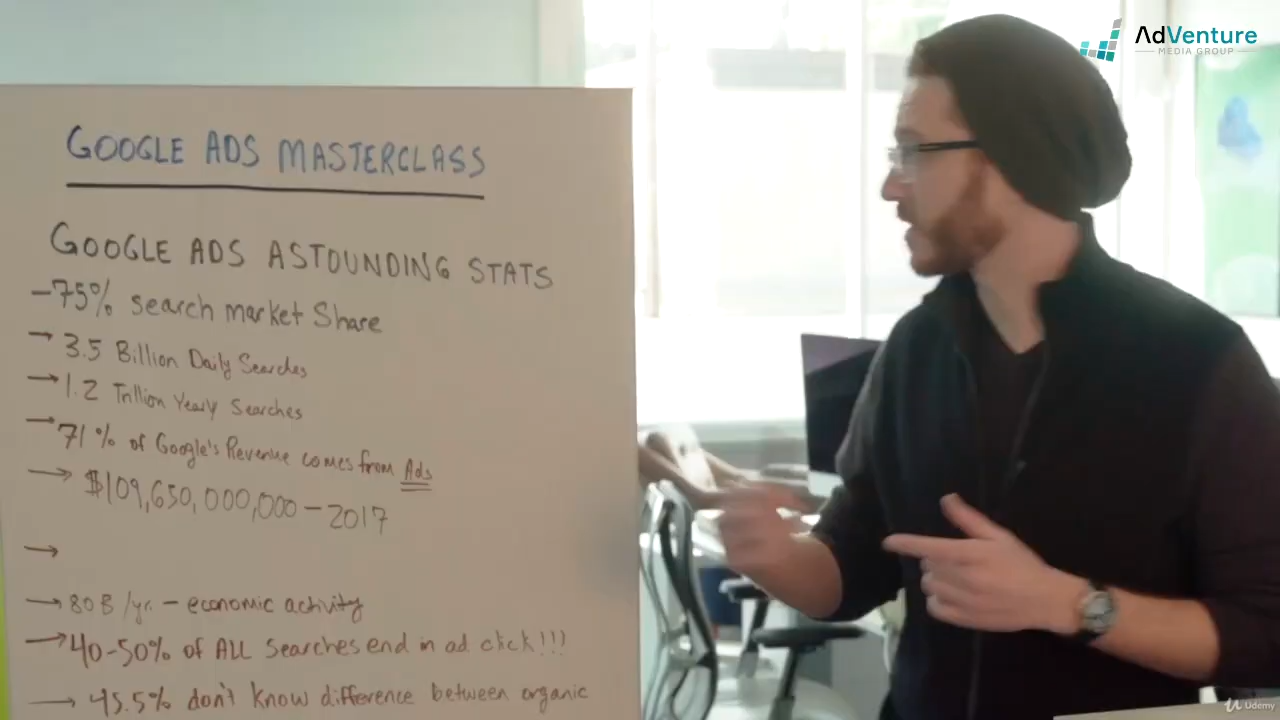 AdVenture
MEDIA GROUP
GOOGLE ADS MASTERCLASS
GOOGLE ADS ASTOUNDING STATS
- 75% search market Share
→ 3.5 Billion Daily Searches
→ 1.2 Trillion Yearly Searches
→ 71% of Google's Revenue comes from Ads
→ $109,650,000,000 - 2017
→
→ 80B/yr. - economic activity
→ 40-50% of ALL Searches end in ad click!!!
→ 45.5% don't know difference between organic
Udemy